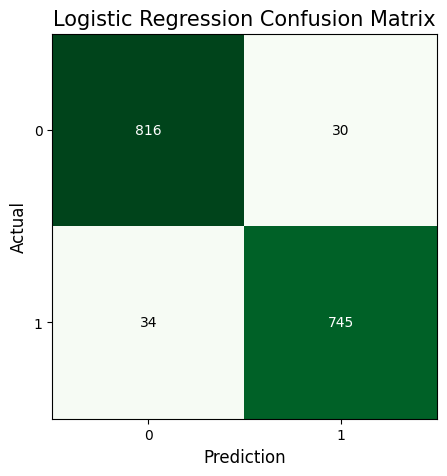 Logistic Regression Confusion Matrix
0
816
30
Actual
1
34
745
0
1
Prediction